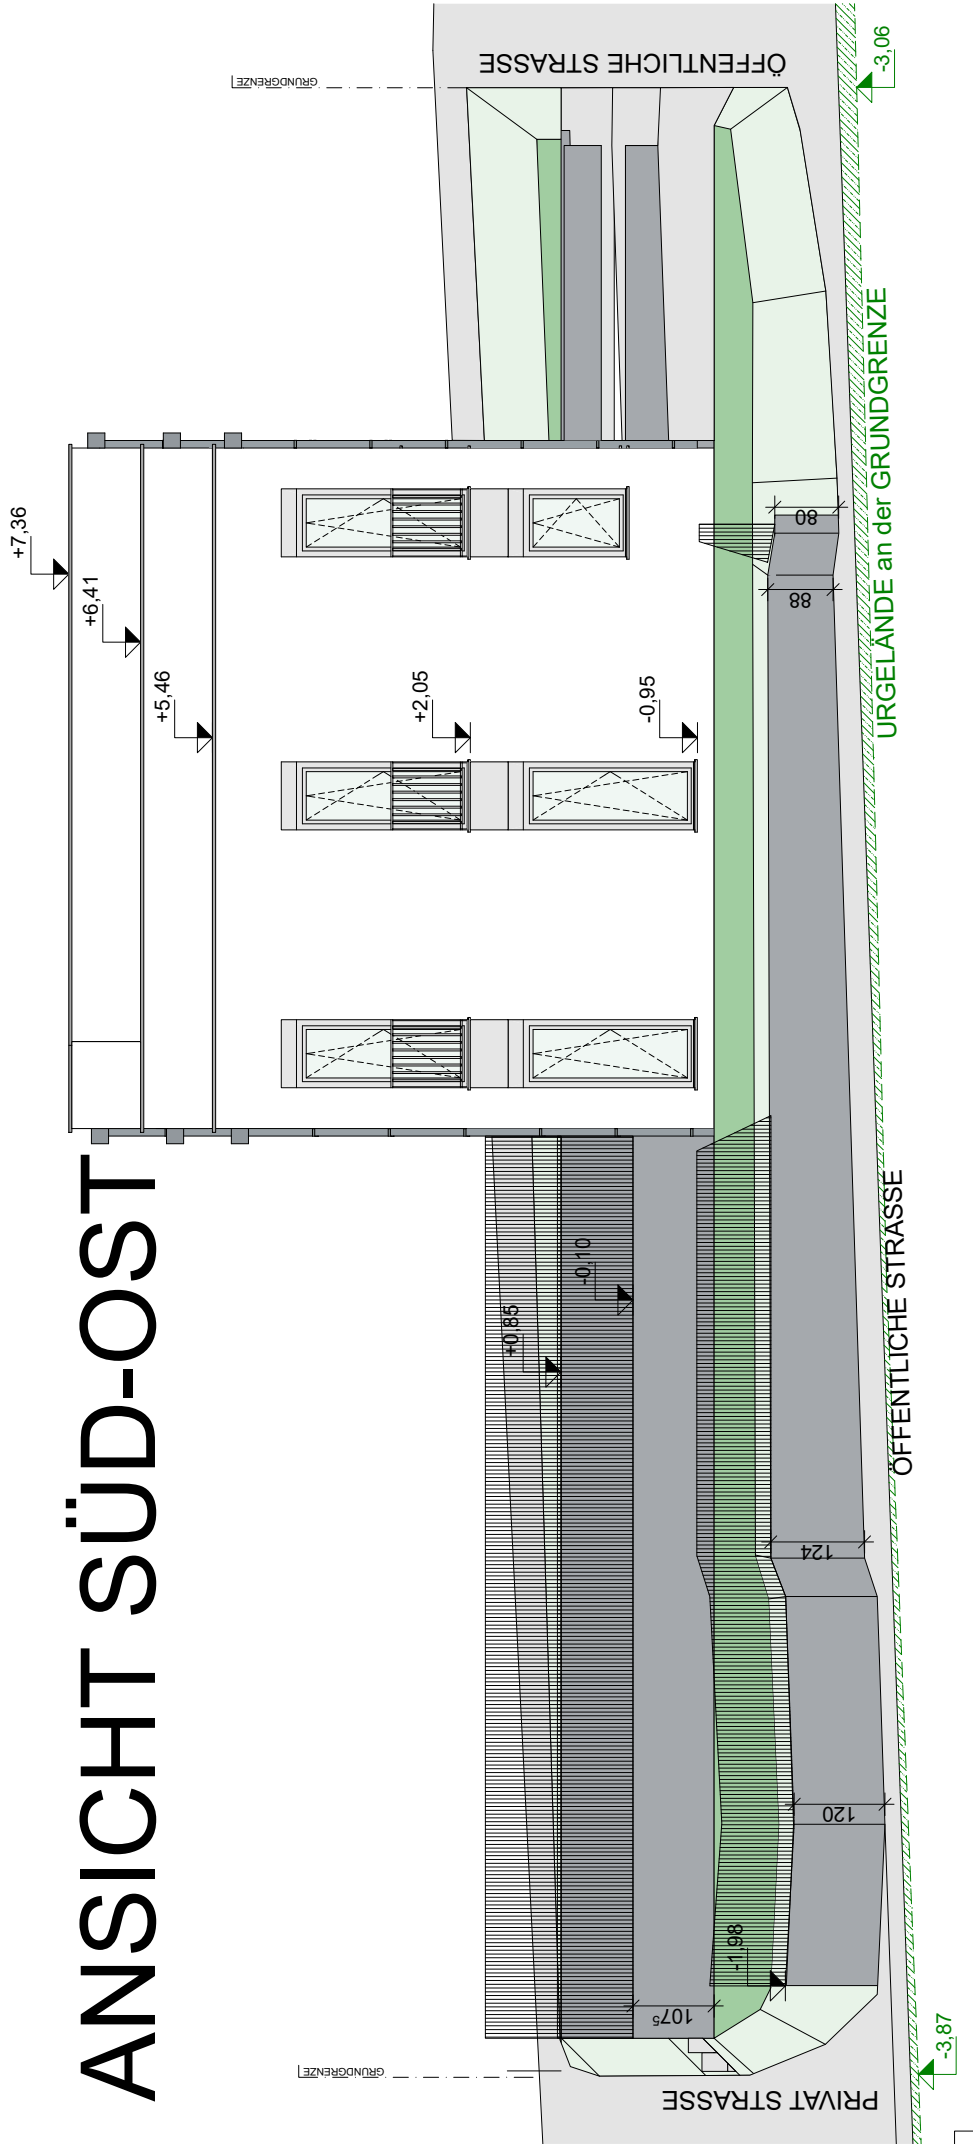 ANSICHT SÜD-OST
+7,36
+6,41
+5,46
+2,05
-0,95
+0,85
-0,10
-1,98
GRUNDGRENZE
GRUNDGRENZE
ÖFFENTLICHE STRASSE
PRIVAT STRASSE
ÖFFENTLICHE STRASSE
URGELÄNDE an der GRUNDGRENZE
107⁵
120
124
88
80
-3,87
-3,06